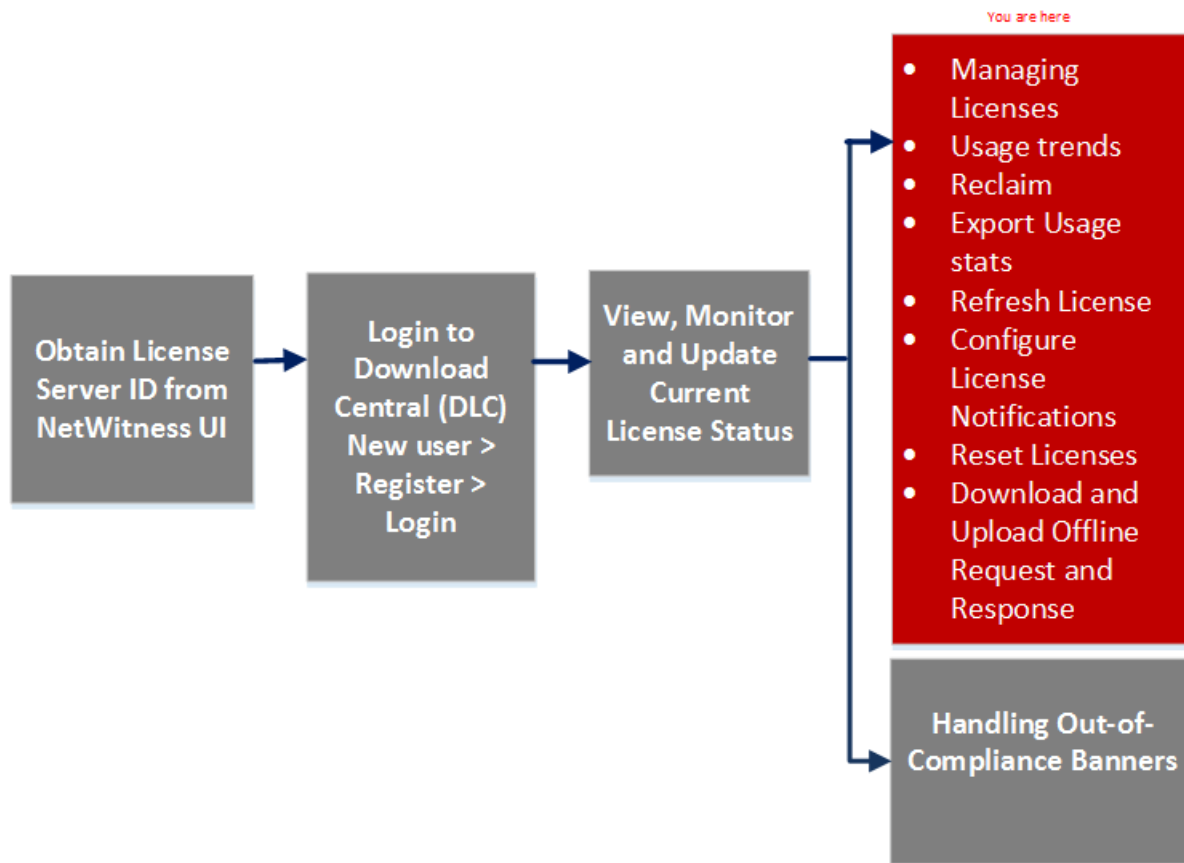 You are here
Obtain License
Server ID from
NetWitness UI
Login to
Download
Central (DLC)
New user >
Register >
Login
View, Monitor
and Update
Current
License Status
• Managing
Licenses
• Usage trends
• Reclaim
• Export Usage
stats
• Refresh License
• Configure
License
Notifications
• Reset Licenses
• Download and
Upload Offline
Request and
Response
Handling Out-of-
Compliance Banners